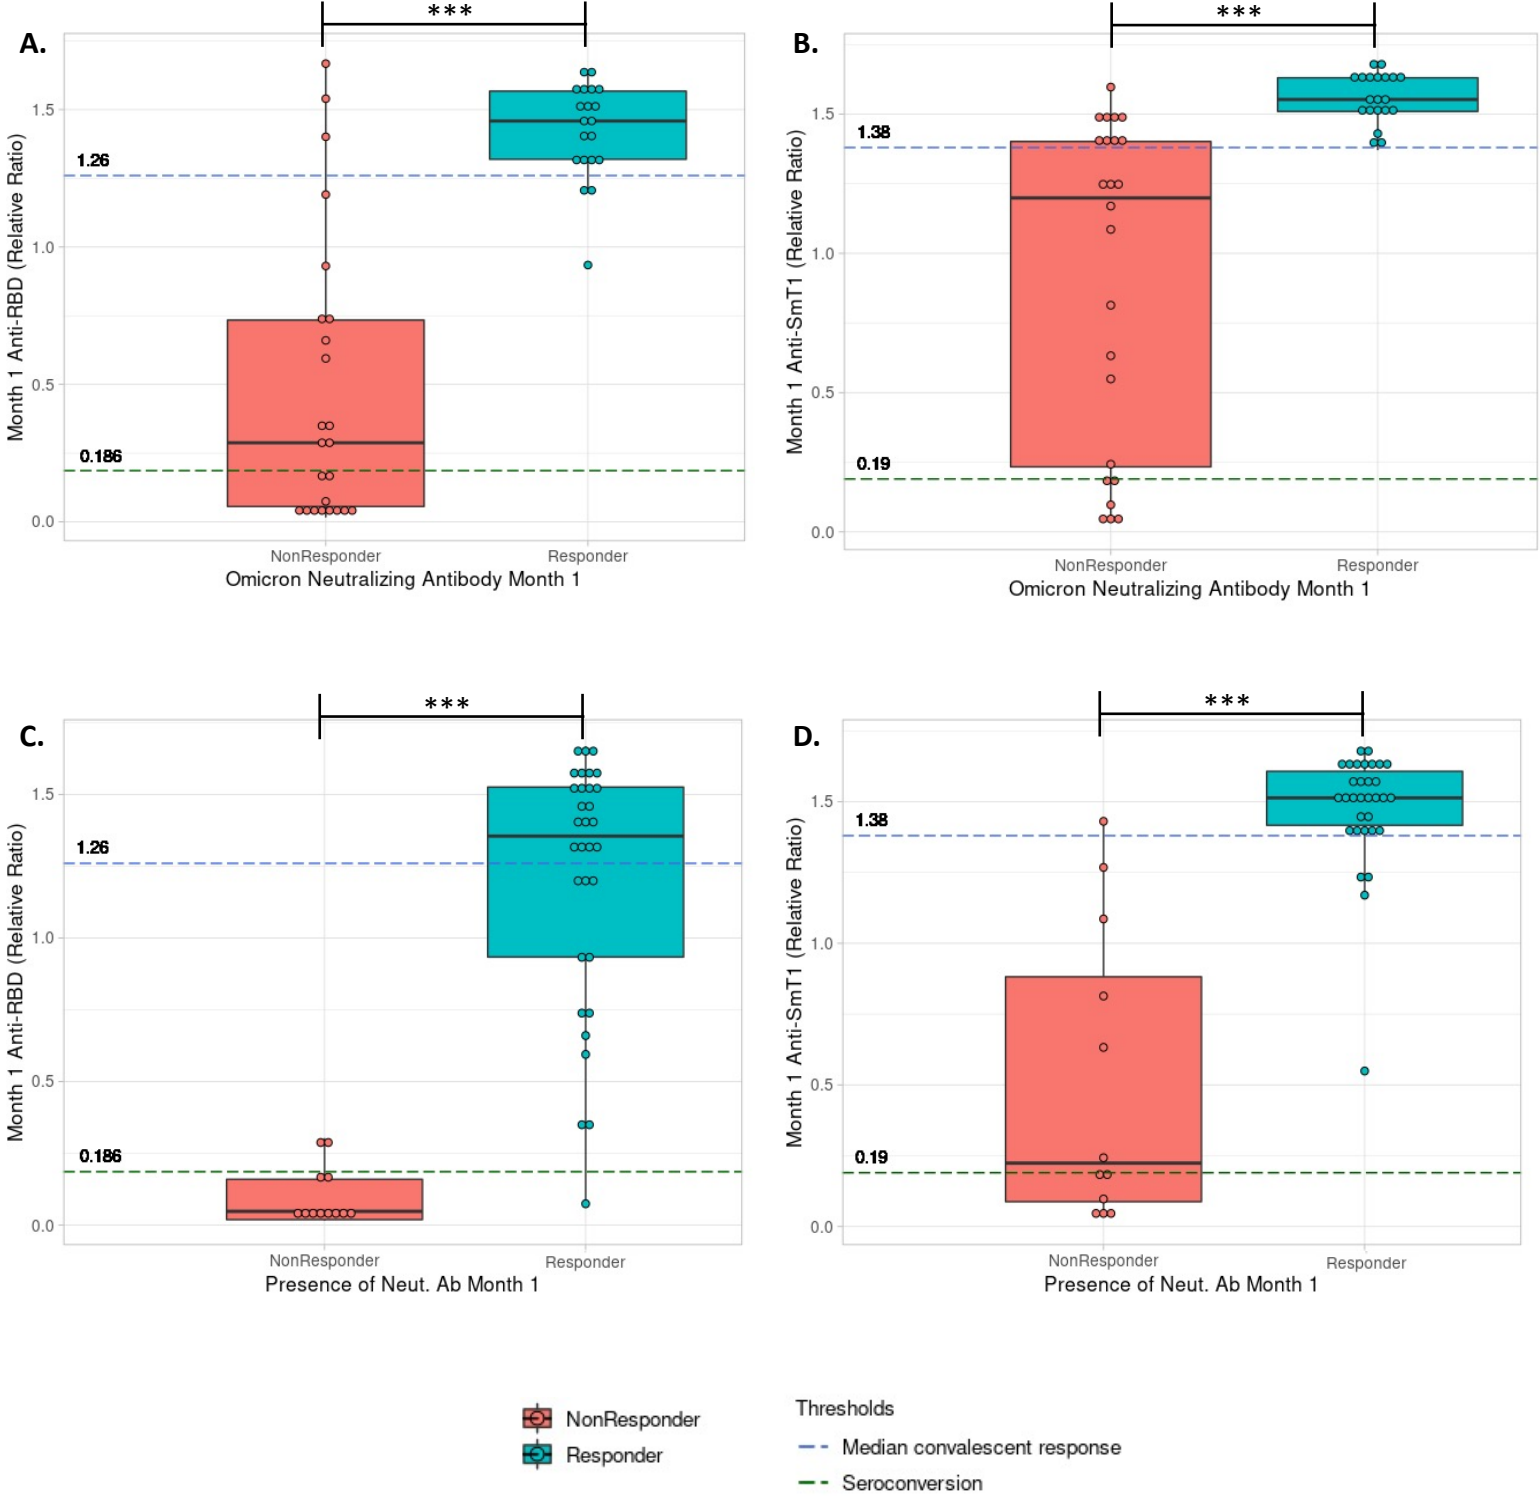 A.
***
Month 1 Anti-RBD (Relative Ratio)
1.5
1.0
0.5
0.0
1.26
0.186
NonResponder
Responder
Omicron Neutralizing Antibody Month 1
B.
***
Month 1 Anti-SmT1 (Relative Ratio)
1.5
1.0
0.5
0.0
1.38
0.19
NonResponder
Responder
Omicron Neutralizing Antibody Month 1
C.
***
Month 1 Anti-RBD (Relative Ratio)
1.5
1.0
0.5
0.0
1.26
0.186
NonResponder
Responder
Presence of Neut. Ab Month 1
D.
***
Month 1 Anti-SmT1 (Relative Ratio)
1.5
1.0
0.5
0.0
1.38
0.19
NonResponder
Responder
Presence of Neut. Ab Month 1
NonResponder
Responder
Thresholds
Median convalescent response
Seroconversion